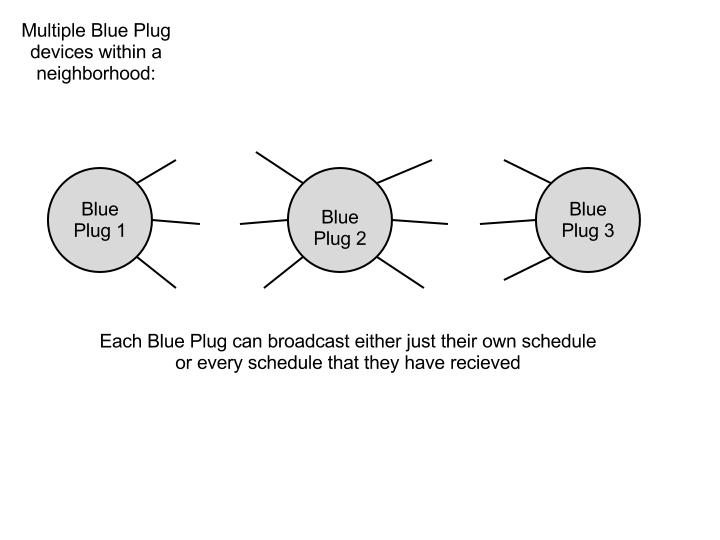 Multiple Blue Plug
devices within a
neighborhood:
Blue
Plug 1
Blue
Plug 2
Blue
Plug 3
Each Blue Plug can broadcast either just their own schedule
or every schedule that they have recieved